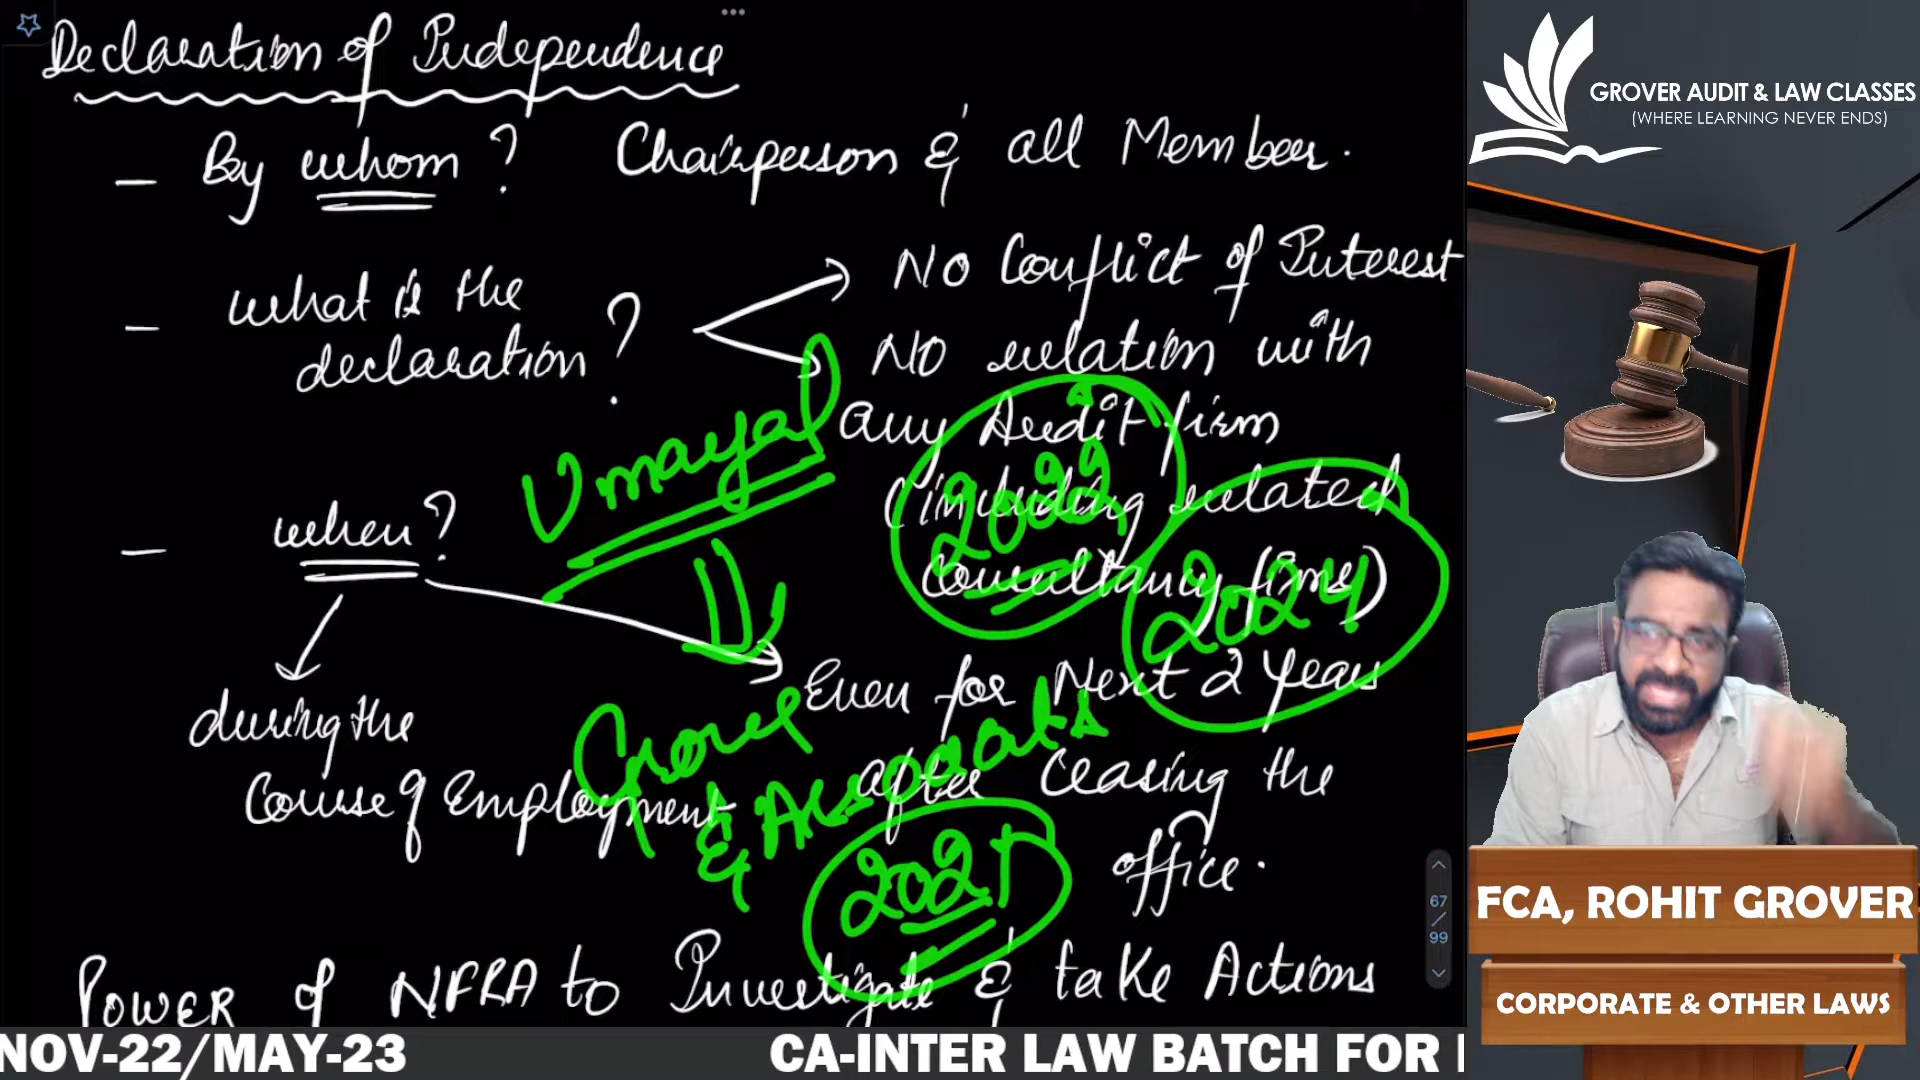 Declaration of Independence
- By whom ? Chairperson & all Member.
- what is the declaration ?
No Conflict of Interest
No relation with
any Audit firm
(including related
Consultancy firms)
Umayal
2022
2024
- when ?
during the
Course of Employment
Even for Next 2 Years
after Ceasing the
office.
Grover
& Associates
2021
Power of NFRA to Investigate & take Actions
67
/
99
GROVER AUDIT & LAW CLASSES
(WHERE LEARNING NEVER ENDS)
FCA, ROHIT GROVER
CORPORATE & OTHER LAWS
NOV-22/MAY-23 CA-INTER LAW BATCH FOR